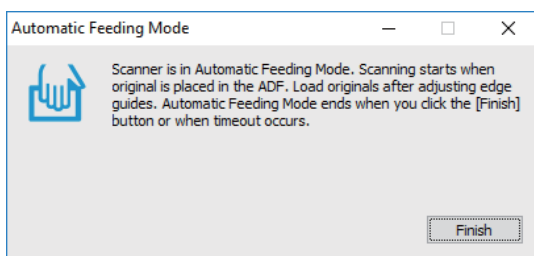 Automatic Feeding Mode
Scanner is in Automatic Feeding Mode. Scanning starts when
original is placed in the ADF. Load originals after adjusting edge
guides. Automatic Feeding Mode ends when you click the [Finish]
button or when timeout occurs.
Finish